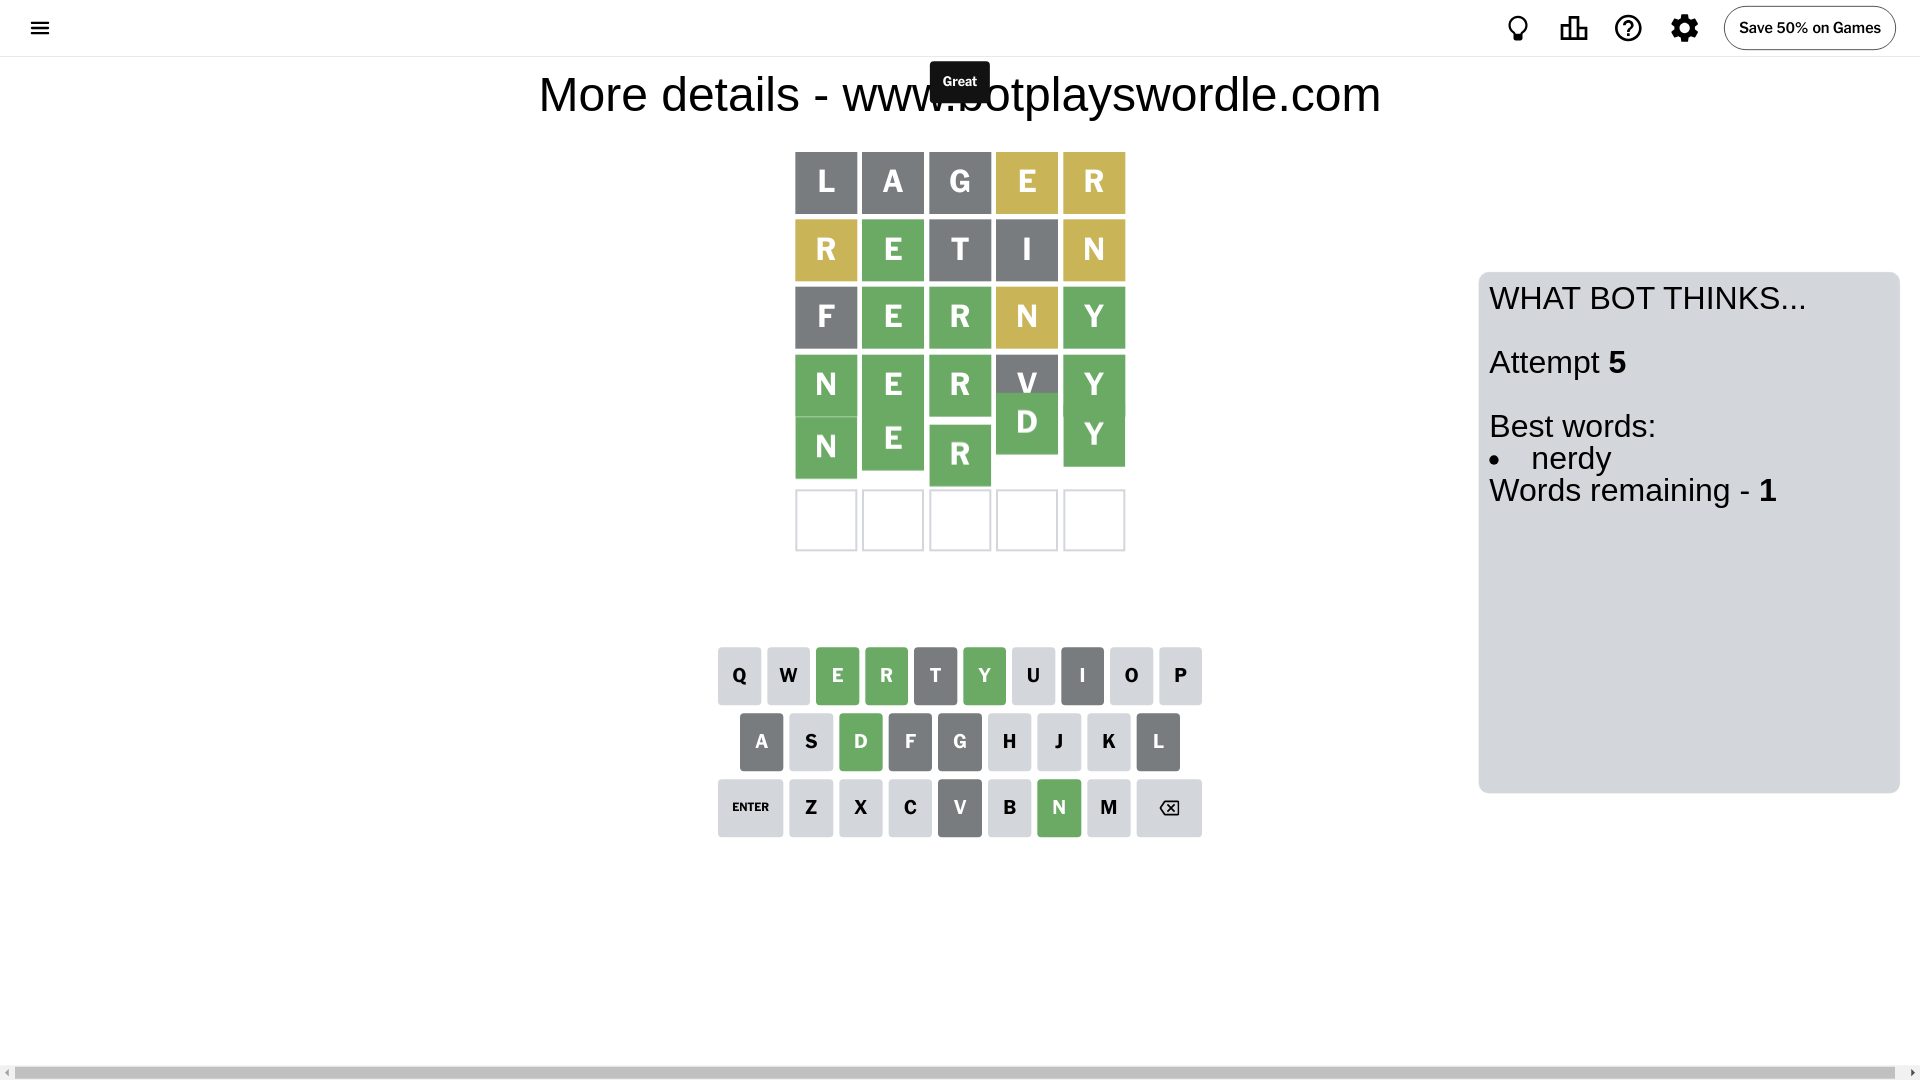 Save 50% on Games
Great
More details - www.botplayswordle.com
L A G E R
R E T I N
F E R N Y
N E R V Y
N E R D Y
WHAT BOT THINKS...
Attempt 5
Best words:
• nerdy
Words remaining - 1
Q W E R T Y U I O P
A S D F G H J K L
ENTER Z X C V B N M